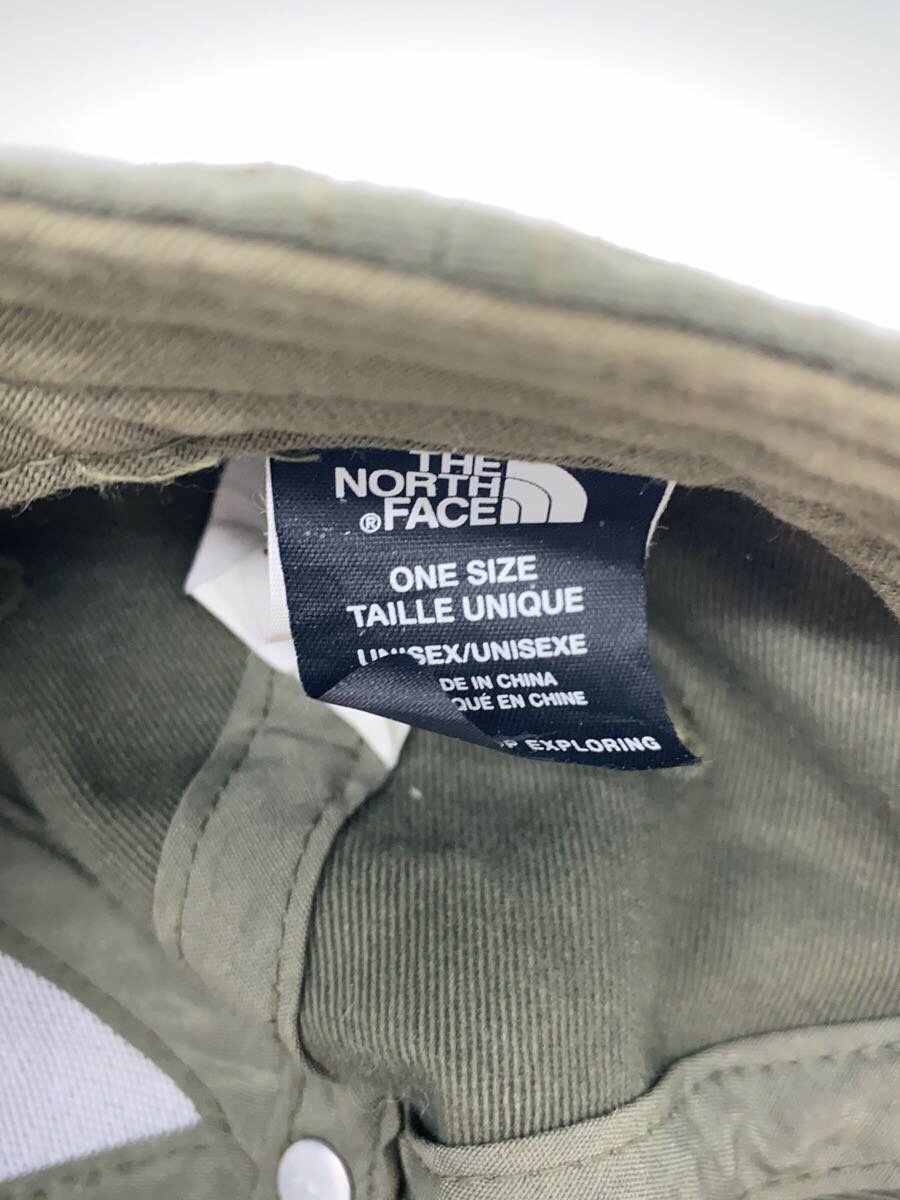 THE
NORTH
®FACE
ONE SIZE
TAILLE UNIQUE
UNISEX/UNISEXE
DE IN CHINA
QUÉ EN CHINE
P EXPLORING